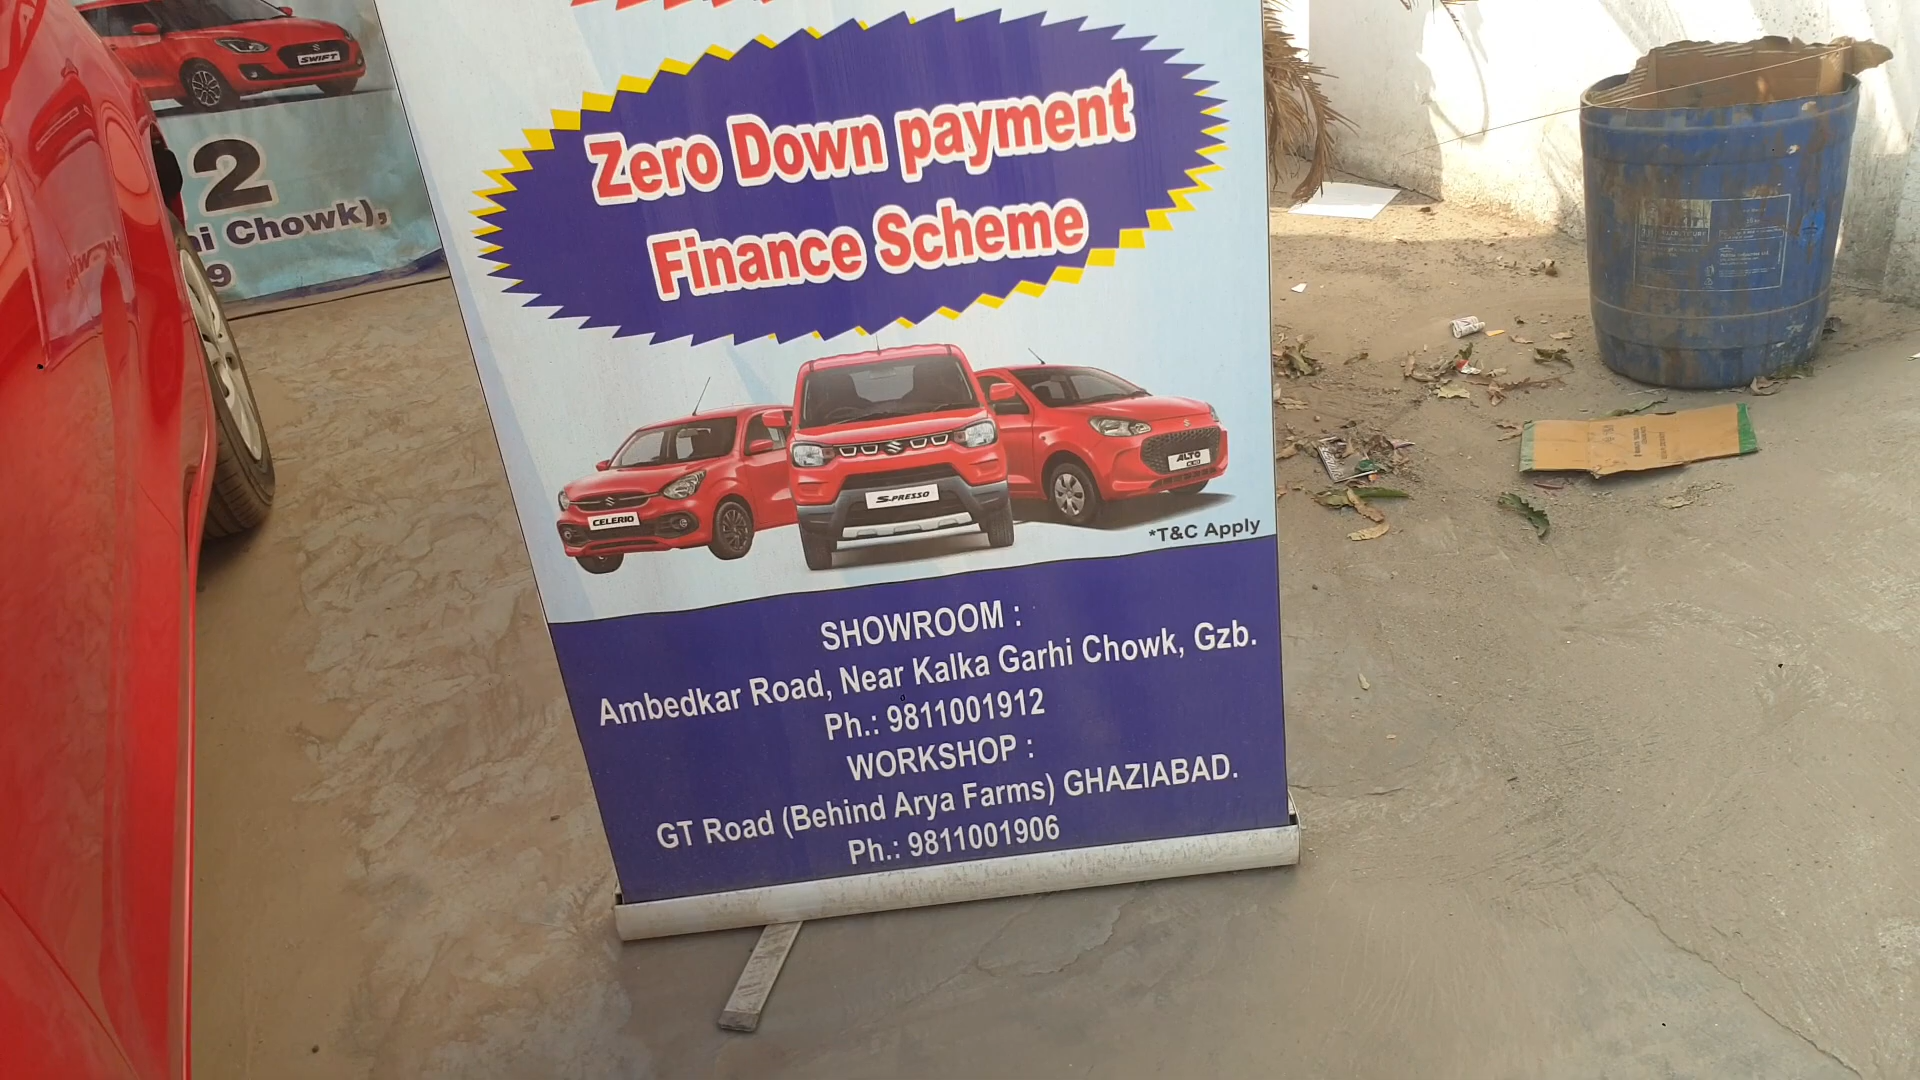 SWIFT
2
i Chowk),
9
Zero Down payment
Finance Scheme
CELERIO
S-PRESSO
ALTO
*T&C Apply
SHOWROOM :
Ambedkar Road, Near Kalka Garhi Chowk, Gzb.
Ph.: 9811001912
WORKSHOP :
GT Road (Behind Arya Farms) GHAZIABAD.
Ph.: 9811001906